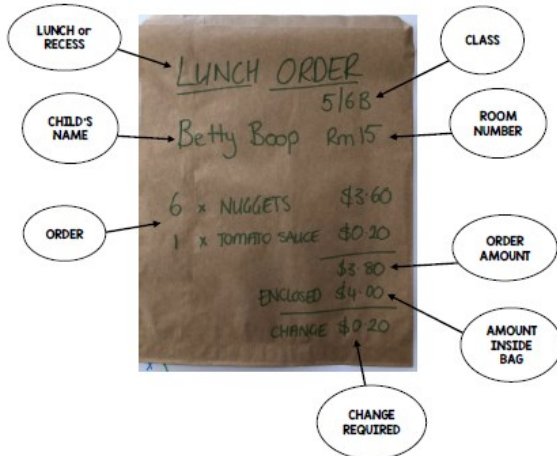 LUNCH or
RECESS
CLASS
LUNCH ORDER
5/6B
CHILD'S
NAME
Betty Boop Rm 15
ROOM
NUMBER
ORDER
6 x NUGGETS $3.60
1 x TOMATO SAUCE $0.20
$3.80
ORDER
AMOUNT
ENCLOSED $4.00
CHANGE $0.20
AMOUNT
INSIDE
BAG
CHANGE
REQUIRED